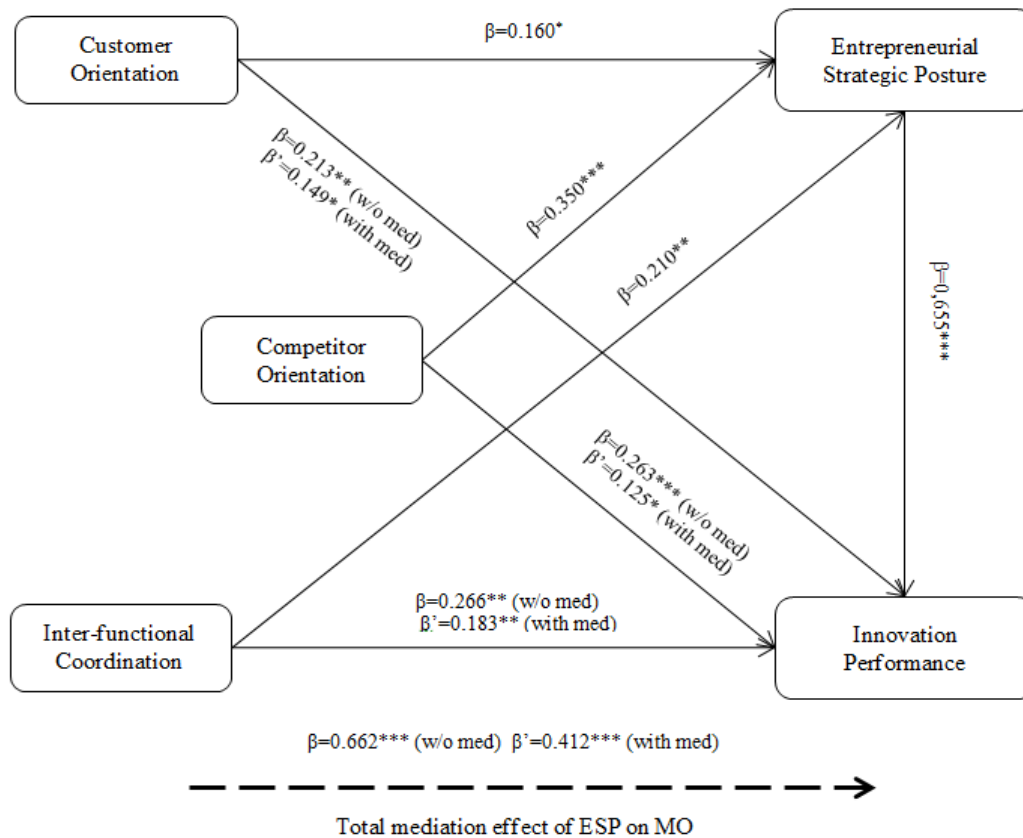 Customer
Orientation
β=0.160*
Entrepreneurial
Strategic Posture
β=0.213** (w/o med)
β'=0.149* (with med)
β=0.350***
β=0.210**
β=0,655***
Competitor
Orientation
β=0.263*** (w/o med)
β'=0.125* (with med)
β=0.266** (w/o med)
β'=0.183** (with med)
Inter-functional
Coordination
Innovation
Performance
β=0.662*** (w/o med) β'=0.412*** (with med)
Total mediation effect of ESP on MO